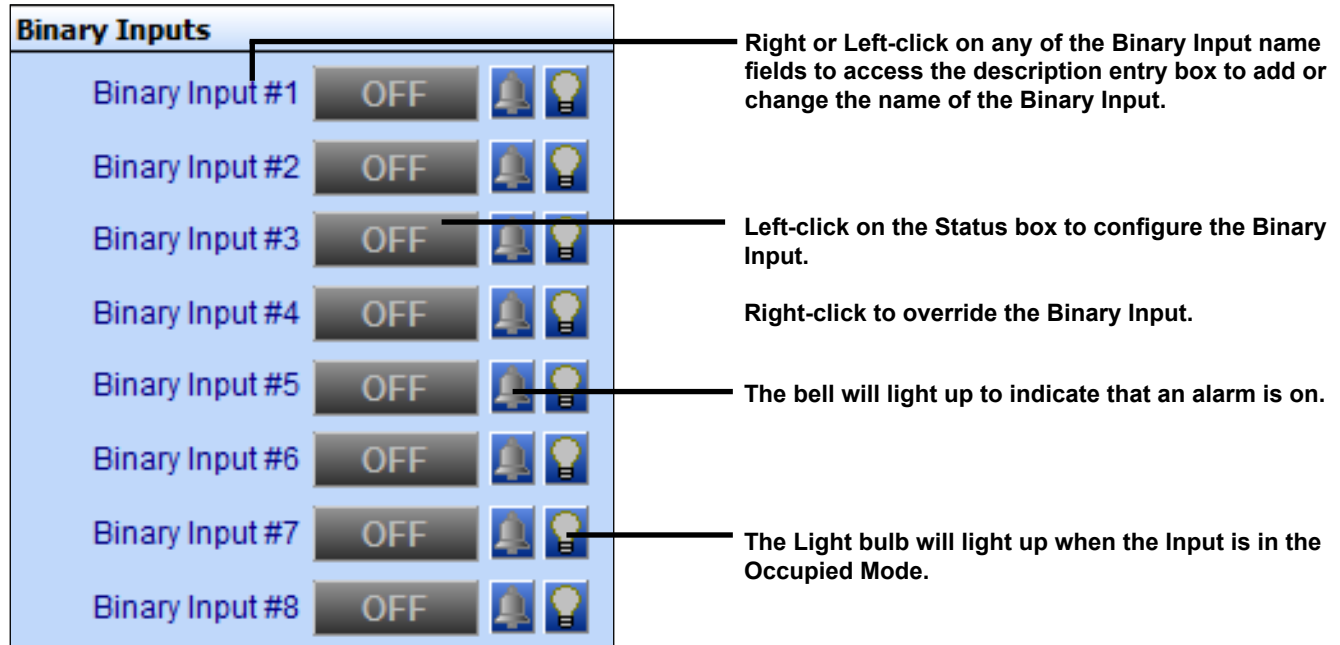 Binary Inputs
Binary Input #1 OFF
Right or Left-click on any of the Binary Input name
fields to access the description entry box to add or
change the name of the Binary Input.
Binary Input #2 OFF
Binary Input #3 OFF
Left-click on the Status box to configure the Binary
Input.
Binary Input #4 OFF
Right-click to override the Binary Input.
Binary Input #5 OFF
The bell will light up to indicate that an alarm is on.
Binary Input #6 OFF
Binary Input #7 OFF
The Light bulb will light up when the Input is in the
Occupied Mode.
Binary Input #8 OFF